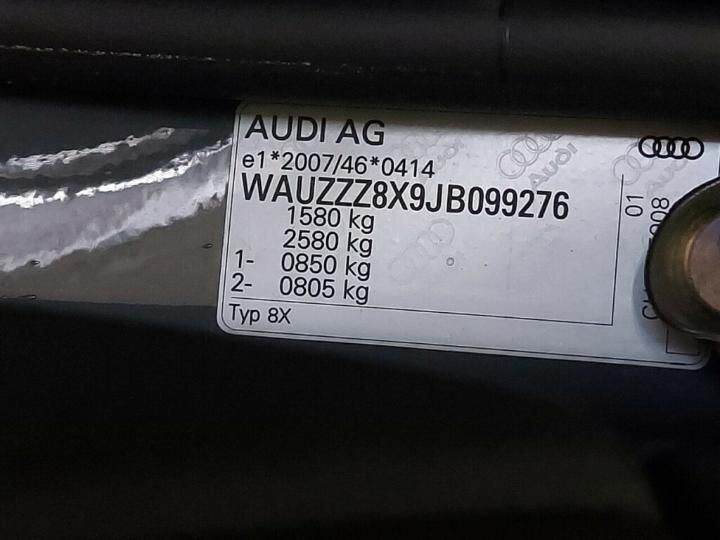 AUDI AG
e1*2007/46*0414
WAUZZZ8X9JB099276
1580 kg
2580 kg
1- 0850 kg
2- 0805 kg
Typ 8X
01